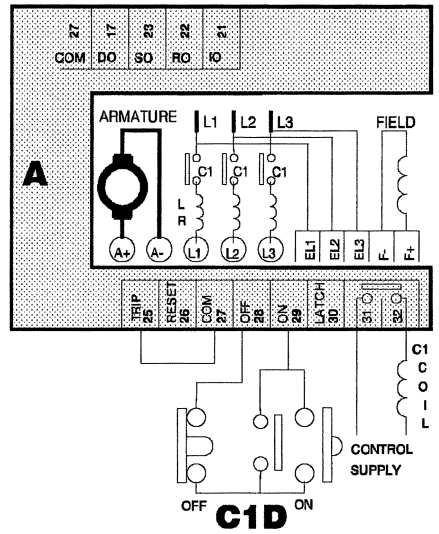 27 17 23 22 21
COM DO SO RO IO
ARMATURE L1 L2 L3 FIELD
C1 C1 C1
A
L
R
A+ A- L1 L2 L3 EL1 EL2 EL3 F- F+
TRIP RESET COM OFF ON LATCH
25 26 27 28 29 30 31 32
C1
C
O
I
L
CONTROL
SUPPLY
OFF ON
C1D